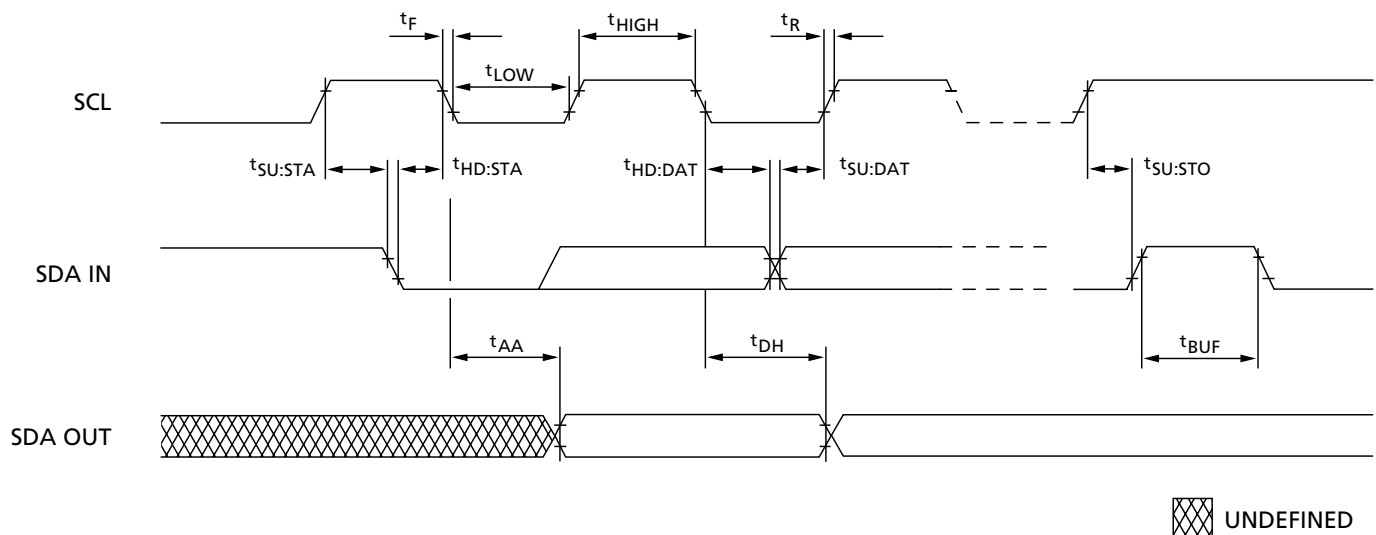 tF
tHIGH
tR
tLOW
SCL
tSU:STA
tHD:STA
tHD:DAT
tSU:DAT
tSU:STO
SDA IN
tAA
tDH
tBUF
SDA OUT
UNDEFINED